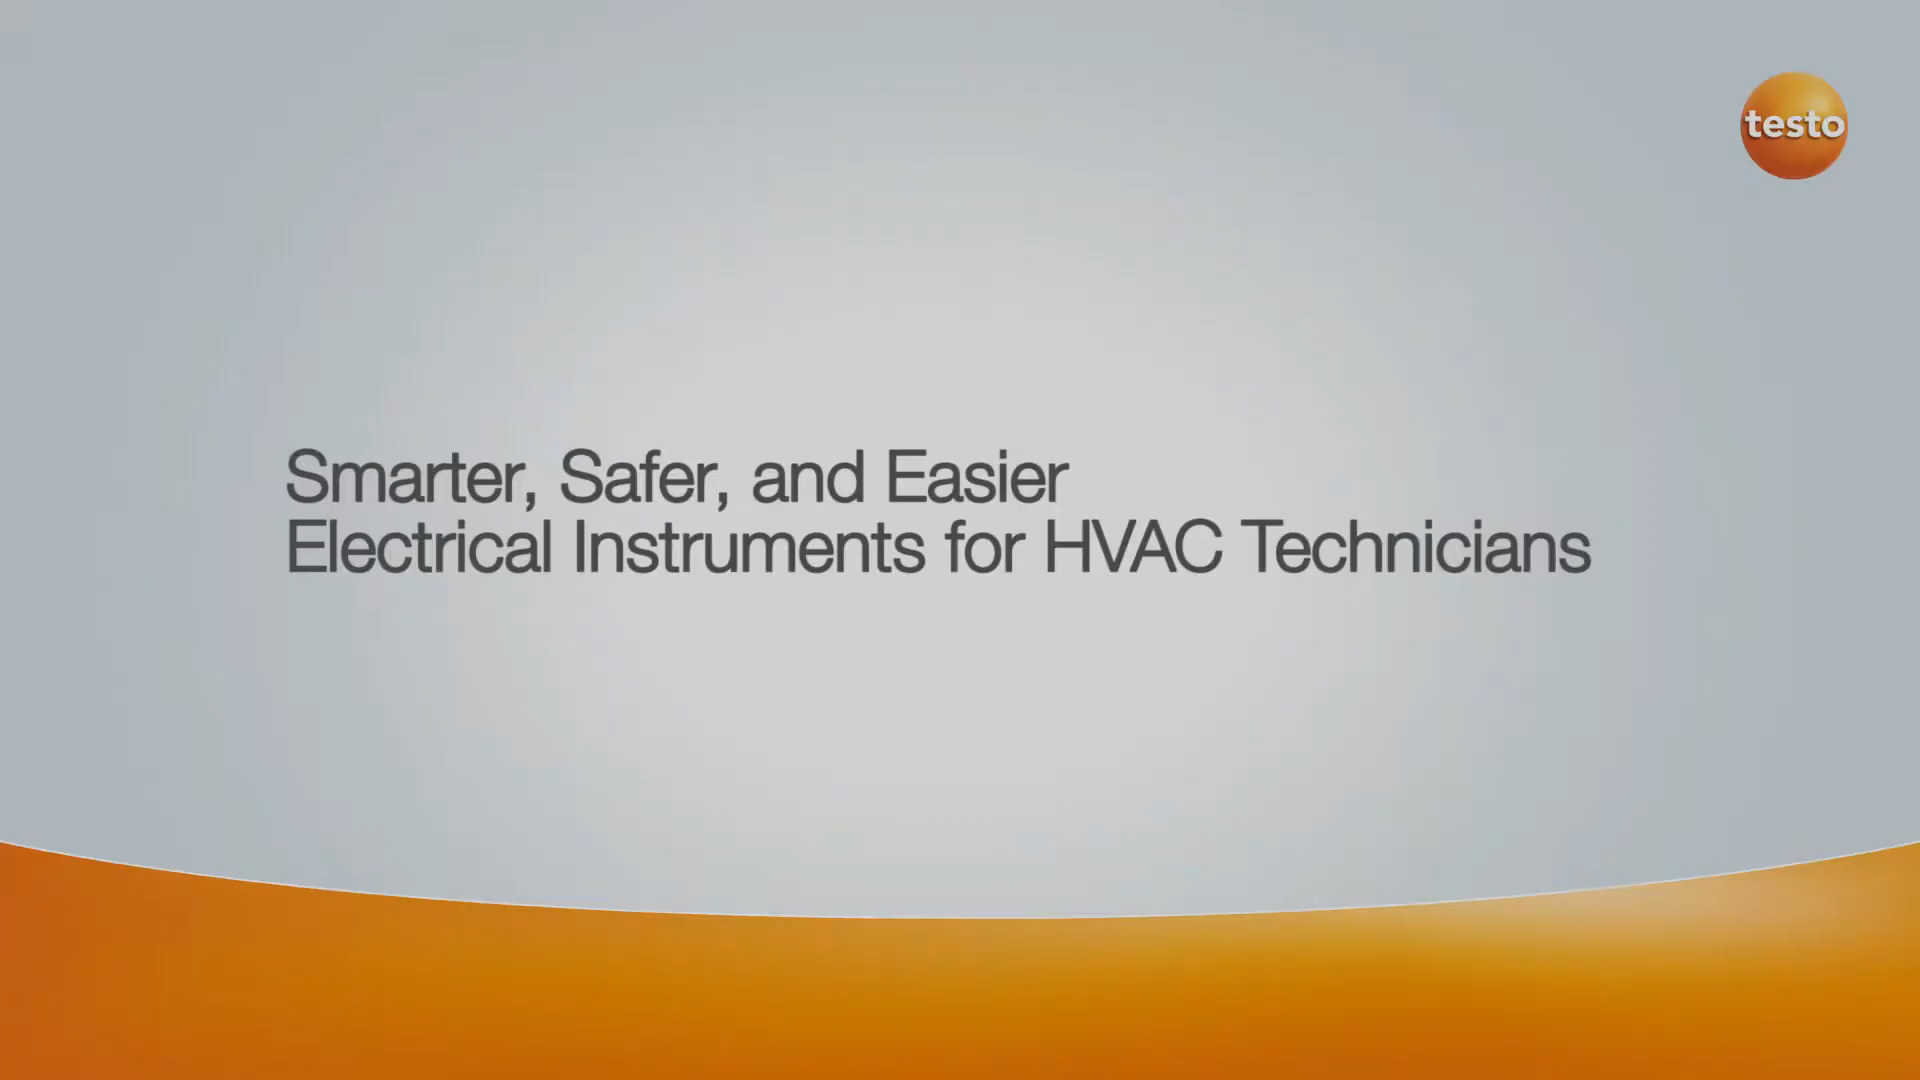 testo
Smarter, Safer, and Easier
Electrical Instruments for HVAC Technicians